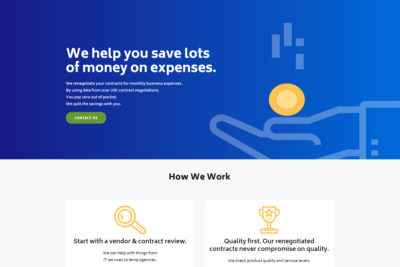 We help you save lots
of money on expenses.
We renegotiate your contracts for monthly business expenses.
By using data from over 25K contract negotiations.
You pay zero out of pocket.
We split the savings with you.
CONTACT US
How We Work
Start with a vendor & contract review.
We can help with things from
IT services to temp agencies.
Quality first. Our renegotiated
contracts never compromise on quality.
We check product quality and service levels.